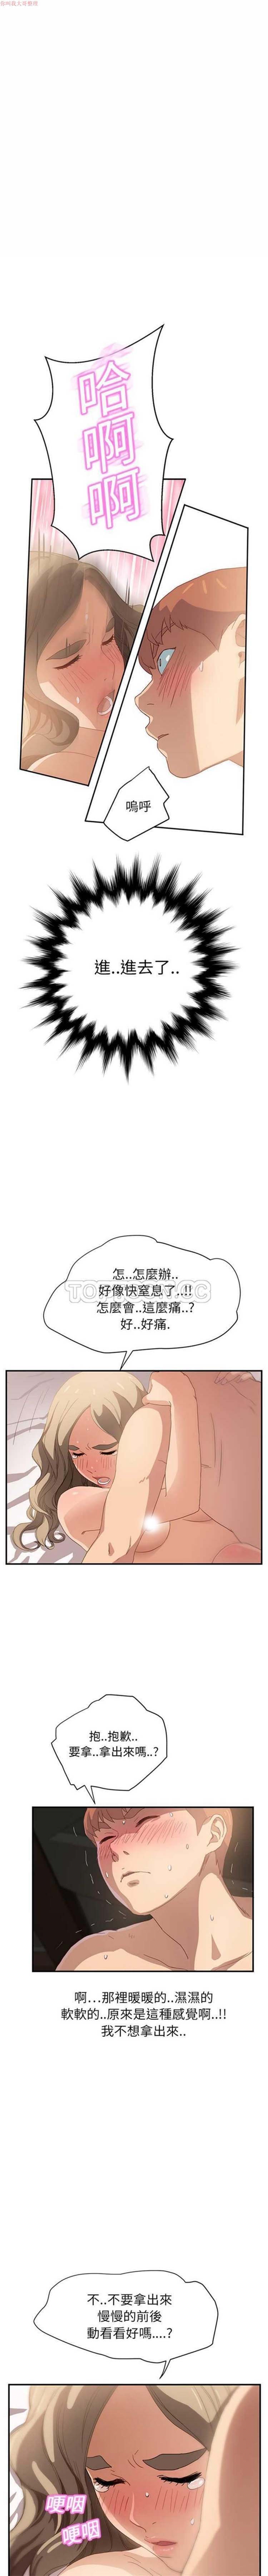 哈
啊
啊
嗚呼
進..進去了..
怎..怎麼辦..
好像快窒息了..!!
怎麼會..這麼痛..?
好..好痛.
抱..抱歉..
要拿..拿出來嗎..?
啊...那裡暖暖的..濕濕的
軟軟的..原來是這種感覺啊..!!
我不想拿出來..
不..不要拿出來
慢慢的前後
動看看好嗎....?
哽咽
哽咽